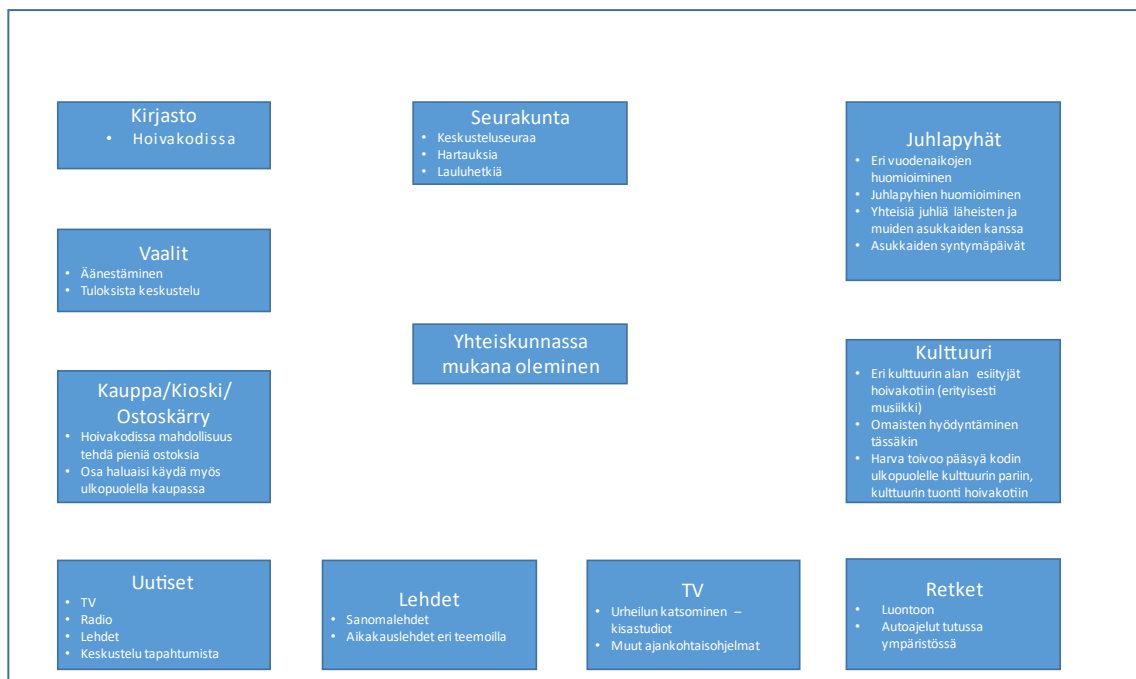 Kirjasto
• Hoivakodissa
Seurakunta
• Keskusteluseuraa
• Hartauksia
• Lauluhetkiä
Juhlapyhät
• Eri vuodenaikojen
huomioiminen
• Juhlapyhien huomioiminen
• Yhteisiä juhliä läheisten ja
muiden asukkaiden kanssa
• Asukkaiden syntymäpäivät
Vaalit
• Äänestäminen
• Tuloksista keskustelu
Yhteiskunnassa
mukana oleminen
Kulttuuri
• Eri kulttuurin alan esiityjät
hoivakotiin (erityisesti
musiikki)
• Omaisten hyödyntäminen
tässäkin
• Harva toivoo pääsyä kodin
ulkopuolelle kulttuurin pariin,
kulttuurin tuonti hoivakotiin
Kauppa/Kioski/
Ostoskärry
• Hoivakodissa mahdollisuus
tehdä pieniä ostoksia
• Osa haluaisi käydä myös
ulkopuolella kaupassa
Uutiset
• TV
• Radio
• Lehdet
• Keskustelu tapahtumista
Lehdet
• Sanomalehdet
• Aikakauslehdet eri teemoilla
TV
• Urheilun katsominen –
kisastudiot
• Muut ajankohtaisohjelmat
Retket
• Luontoon
• Autoajelut tutussa
ympäristössä